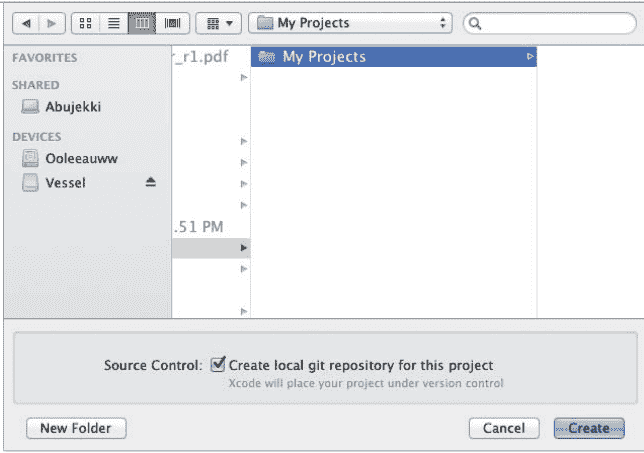 My Projects
FAVORITES
SHARED
Abujekki
DEVICES
Ooleeauww
Vessel
r_r1.pdf
.51 PM
My Projects
Source Control: Create local git repository for this project
Xcode will place your project under version control
New Folder
Cancel
Create